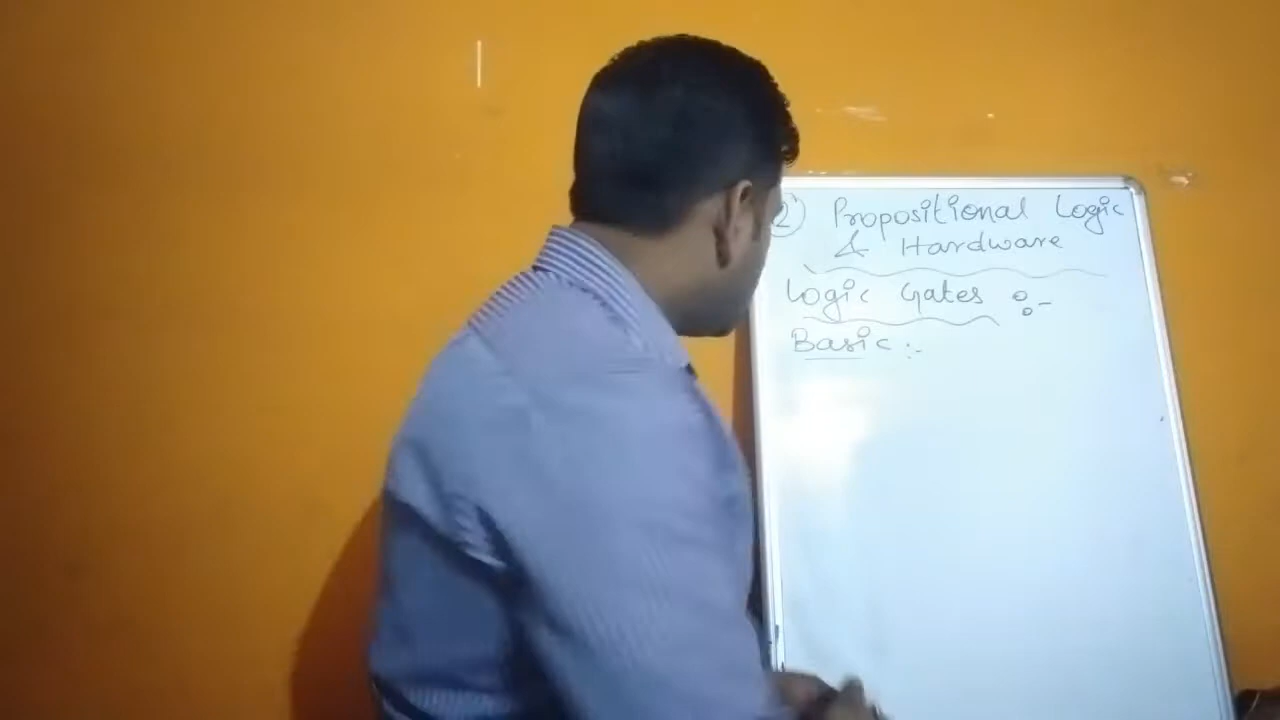 2) Propositional Logic
& Hardware
Logic Gates :-
Basic :-